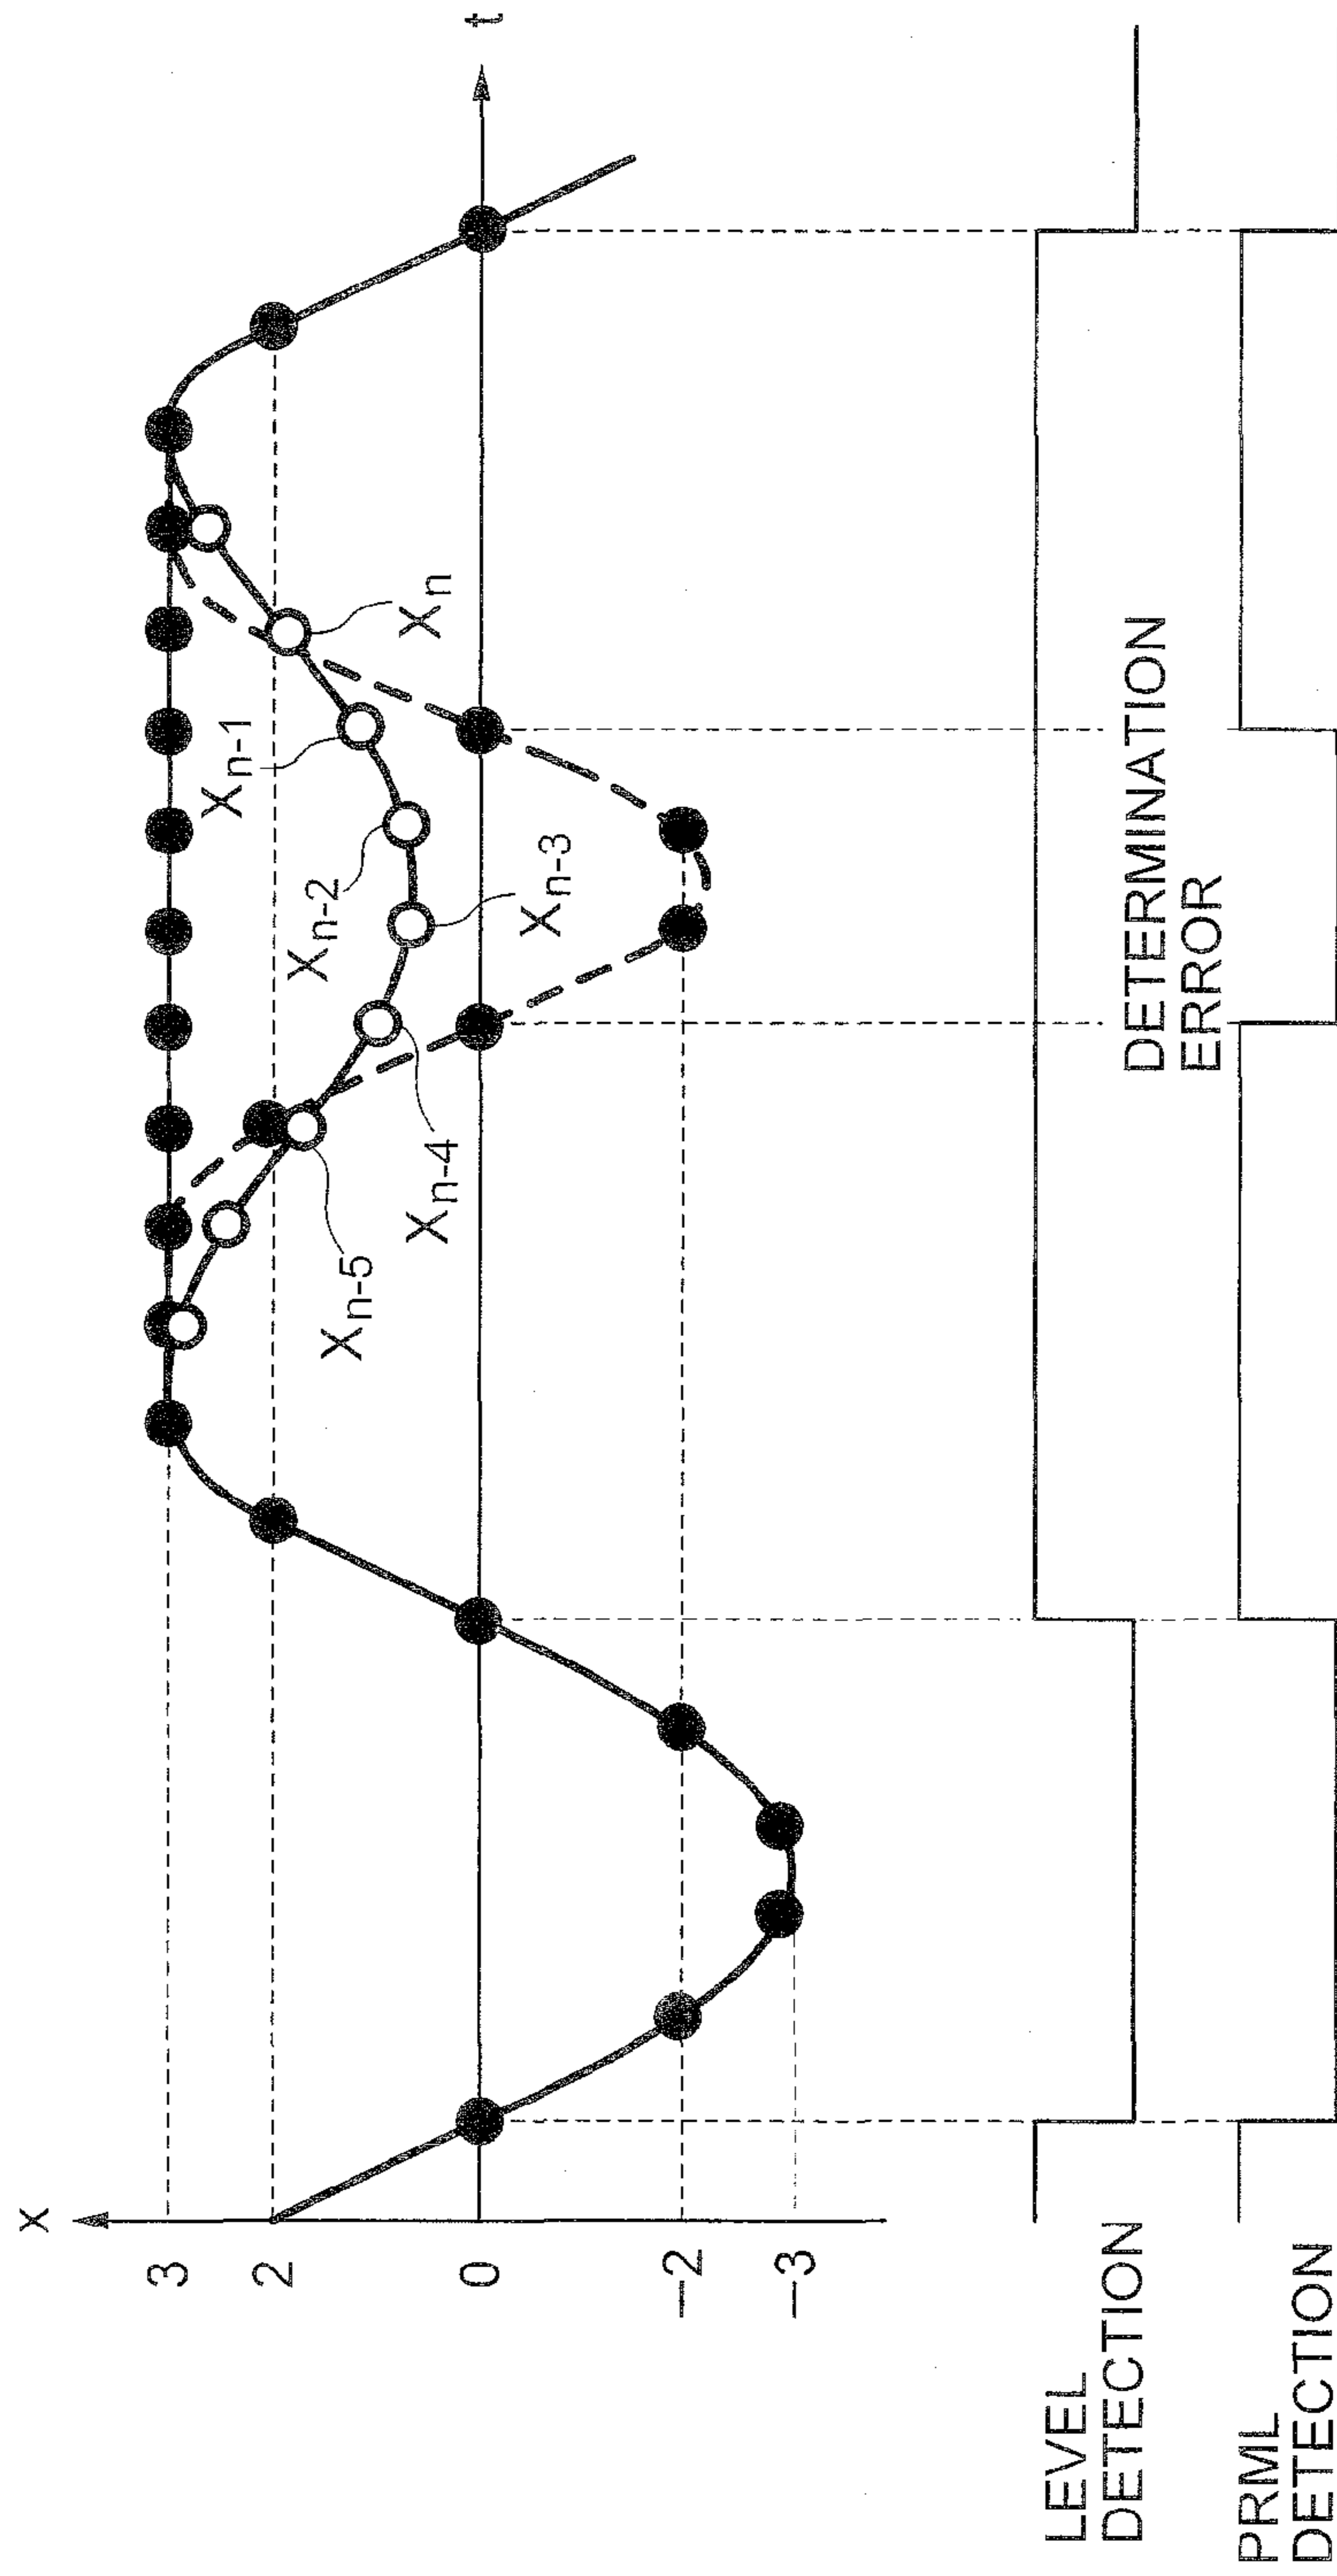 x
3
2
0
−2
−3
t
Xn-5
Xn-4
Xn-3
Xn-2
Xn-1
Xn
LEVEL
DETECTION
DETERMINATION
ERROR
PRML
DETECTION